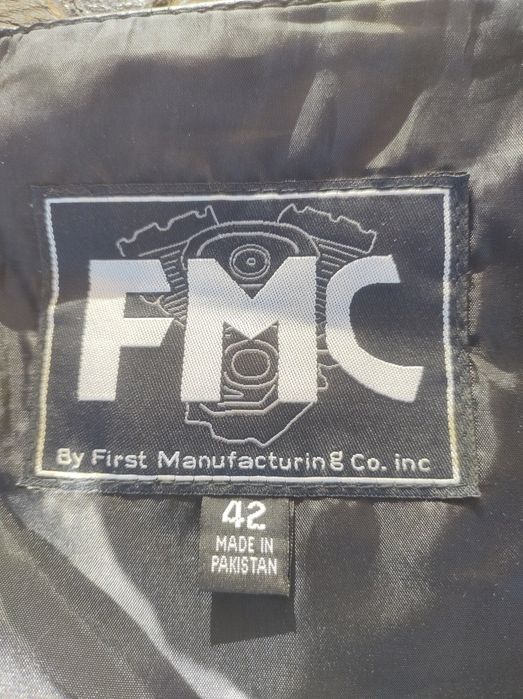 FMC
By First Manufacturing Co. inc
42
MADE IN
PAKISTAN